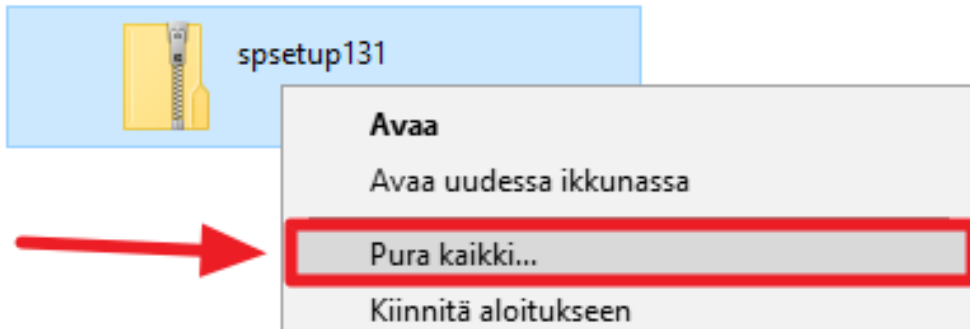 spsetup131
Avaa
Avaa uudessa ikkunassa
Pura kaikki...
Kiinnitä aloitukseen